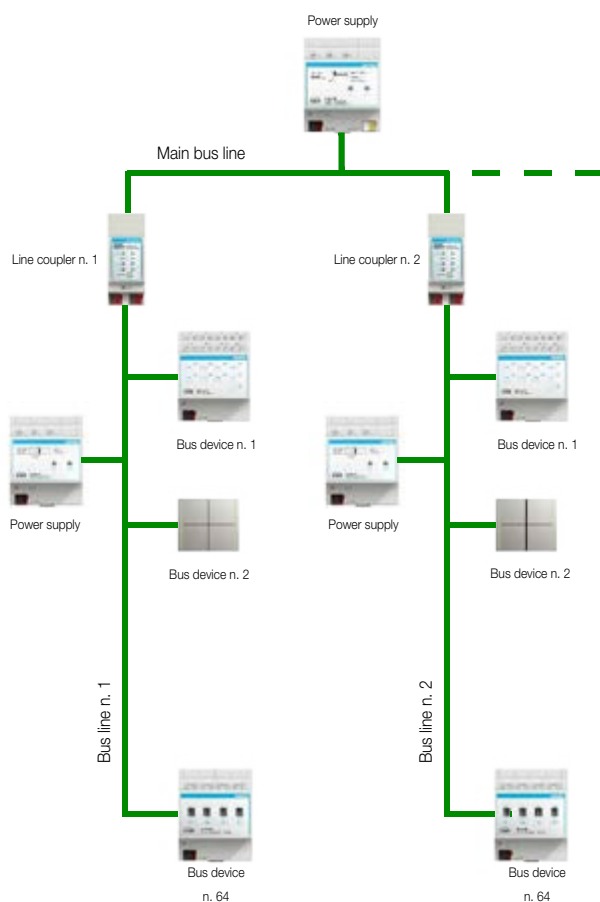 Power supply
Main bus line
Line coupler n. 1
Line coupler n. 2
Bus device n. 1
Bus device n. 1
Power supply
Power supply
Bus device n. 2
Bus device n. 2
Bus line n. 1
Bus line n. 2
Bus device
n. 64
Bus device
n. 64